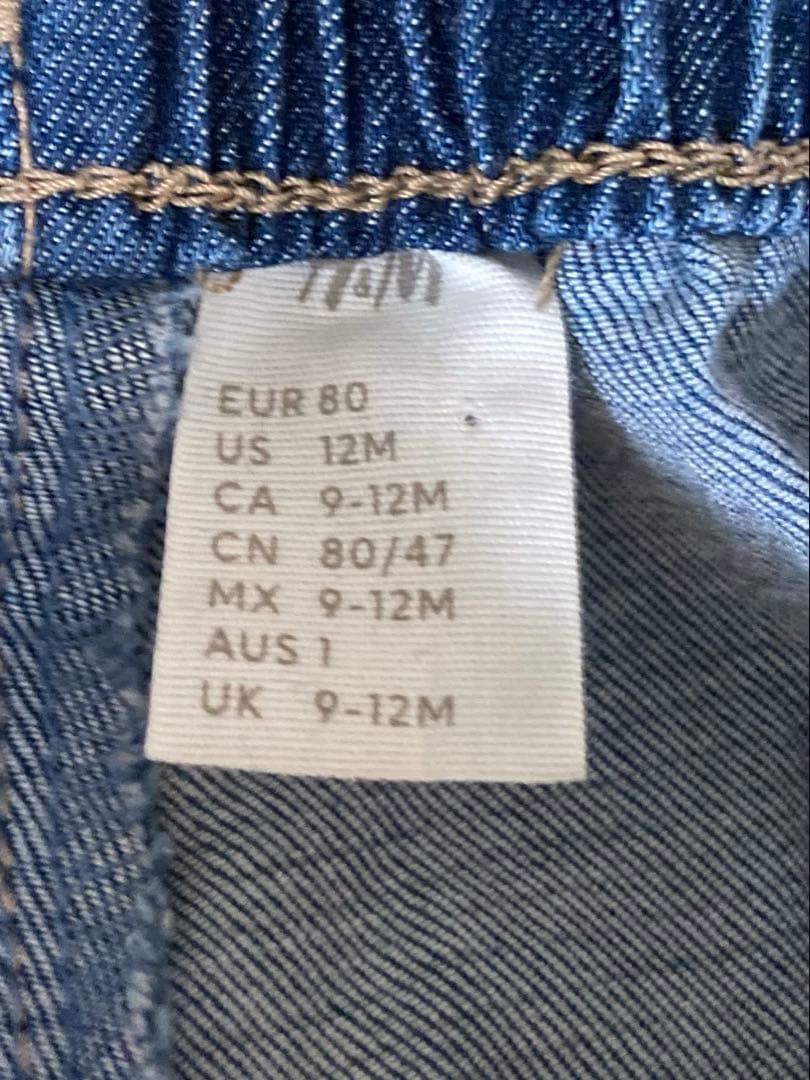 EUR 80
US 12M
CA 9-12M
CN 80/47
MX 9-12M
AUS 1
UK 9-12M